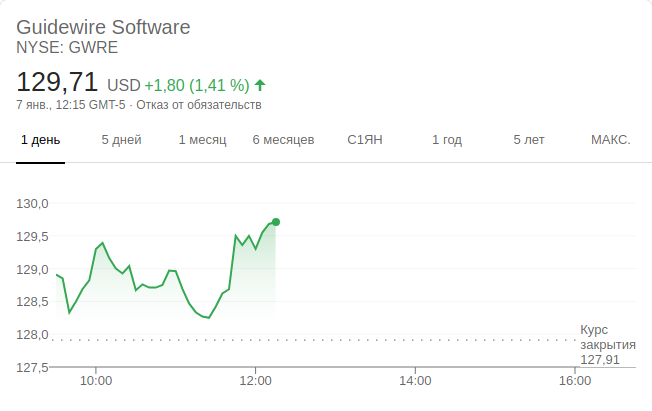 Guidewire Software
NYSE: GWRE
129,71 USD +1,80 (1,41 %)
7 янв., 12:15 GMT-5 · Отказ от обязательств
1 день 5 дней 1 месяц 6 месяцев С1ЯН 1 год 5 лет МАКС.
130,0
129,5
129,0
128,5
128,0
127,5
Курс
закрытия
127,91
10:00 12:00 14:00 16:00